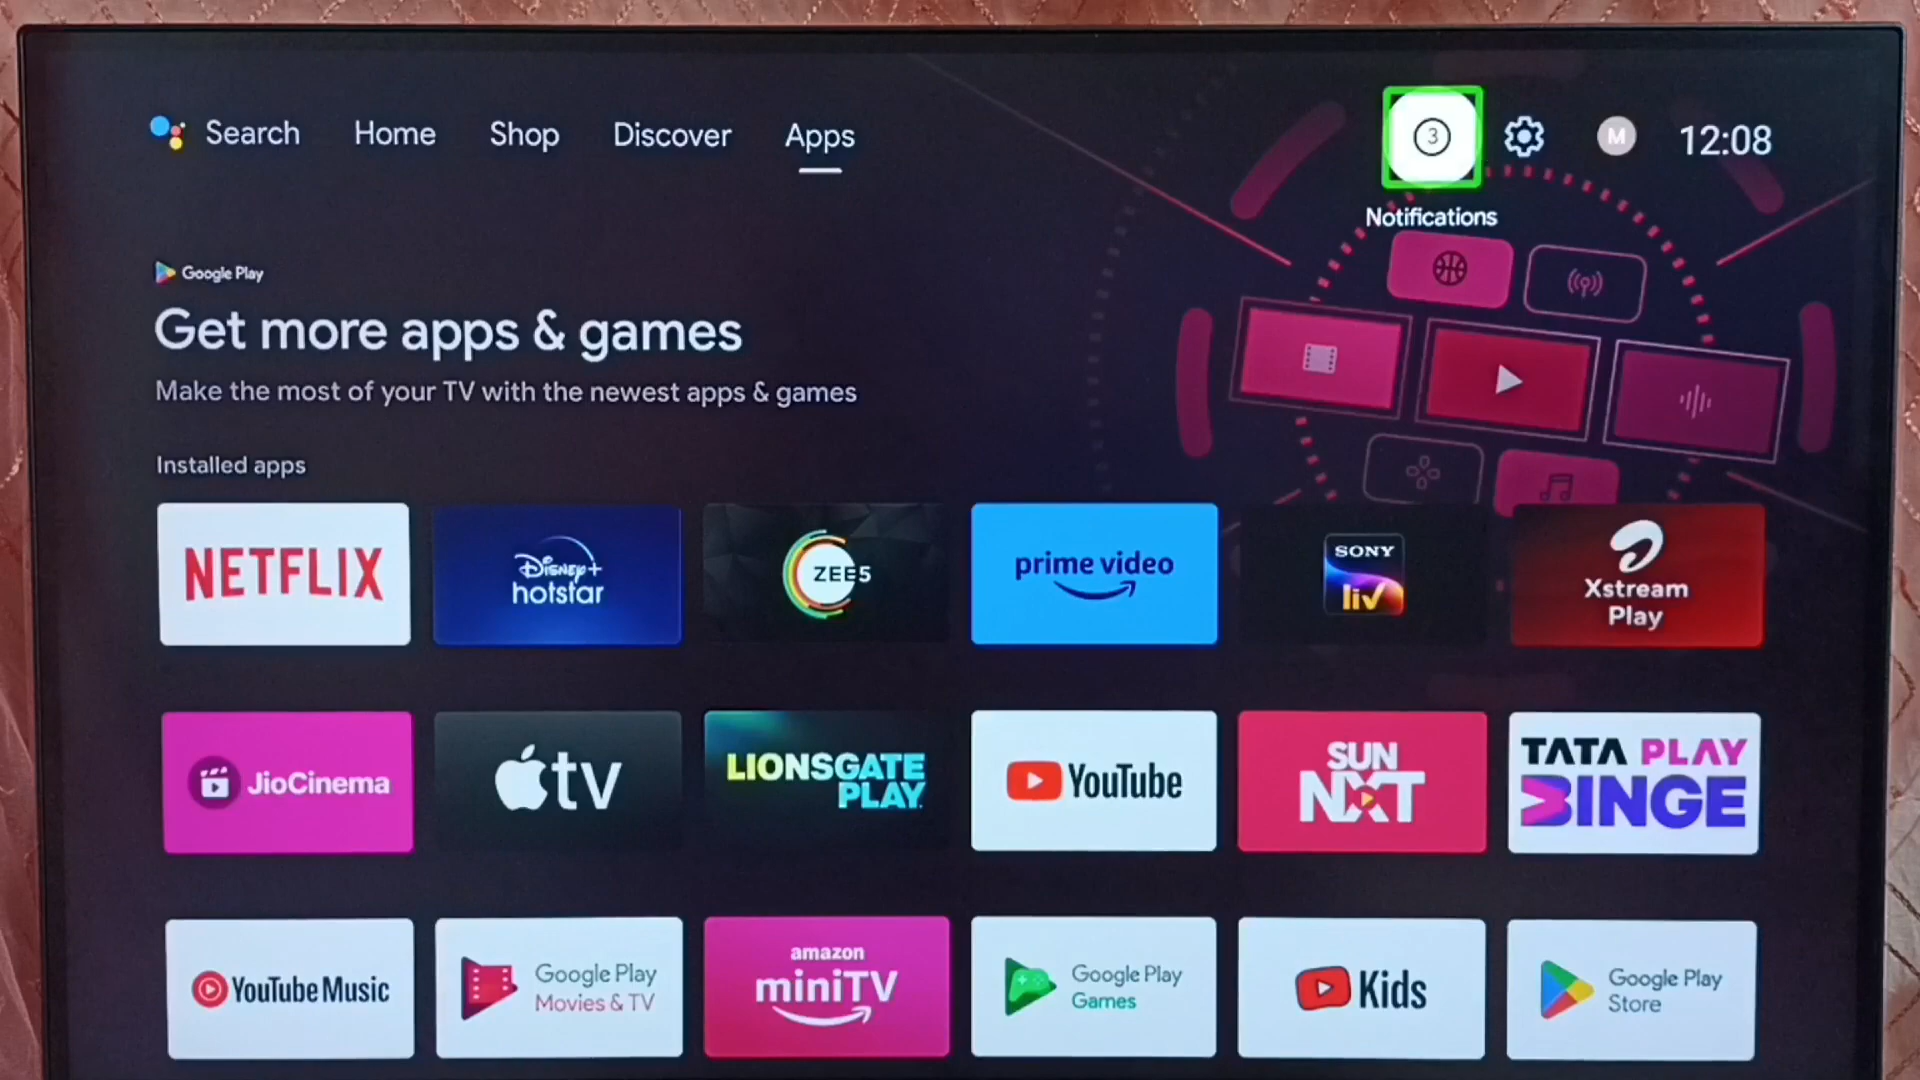 Search Home Shop Discover Apps
3
M
12:08
Notifications
Google Play
Get more apps & games
Make the most of your TV with the newest apps & games
Installed apps
NETFLIX
Disney+
hotstar
ZEE5
prime video
SONY
liv
Xstream
Play
JioCinema
tv
LIONSGATE
PLAY
YouTube
SUN
NXT
TATA PLAY
BINGE
YouTube Music
Google Play
Movies & TV
amazon
miniTV
Google Play
Games
Kids
Google Play
Store